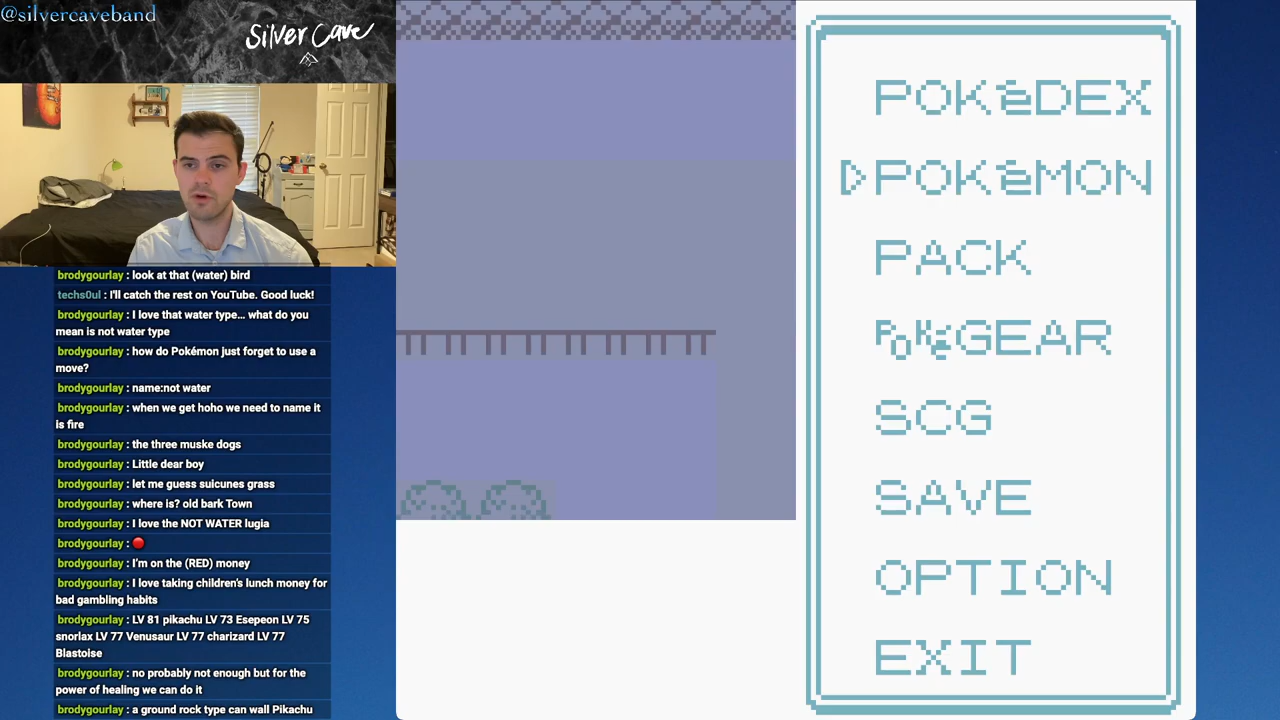 @silvercaveband
Silver Cave
brodygourlay : look at that (water) bird
techs0ul : I'll catch the rest on YouTube. Good luck!
brodygourlay : I love that water type... what do you
mean is not water type
brodygourlay : how do Pokémon just forget to use a
move?
brodygourlay : name:not water
brodygourlay : when we get hoho we need to name it
is fire
brodygourlay : the three muske dogs
brodygourlay : Little dear boy
brodygourlay : let me guess suicunes grass
brodygourlay : where is? old bark Town
brodygourlay : I love the NOT WATER lugia
brodygourlay : 🔴
brodygourlay : I'm on the (RED) money
brodygourlay : I love taking children's lunch money for
bad gambling habits
brodygourlay : LV 81 pikachu LV 73 Esepeon LV 75
snorlax LV 77 Venusaur LV 77 charizard LV 77
Blastoise
brodygourlay : no probably not enough but for the
power of healing we can do it
brodygourlay : a ground rock type can wall Pikachu
POKéDEX
POKéMON
PACK
POKéGEAR
SCG
SAVE
OPTION
EXIT